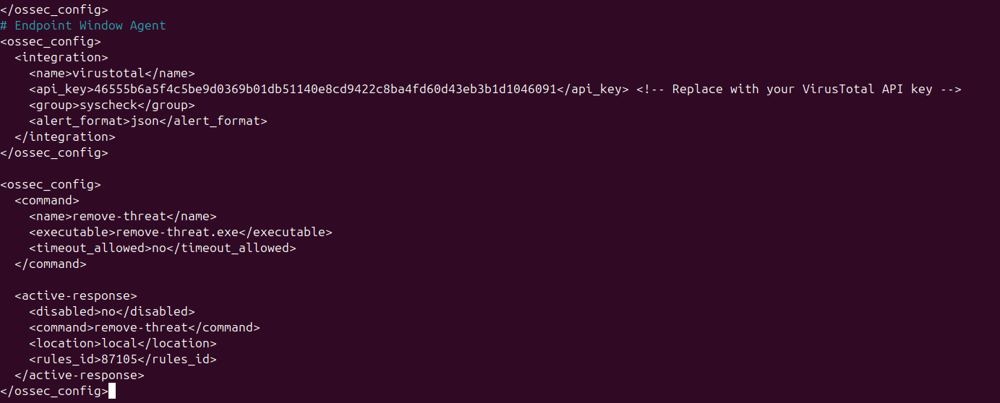 </ossec_config>
# Endpoint Window Agent
<ossec_config>
  <integration>
    <name>virustotal</name>
    <api_key>46555b6a5f4c5be9d0369b01db51140e8cd9422c8ba4fd60d43eb3b1d1046091</api_key> <!-- Replace with your VirusTotal API key -->
    <group>syscheck</group>
    <alert_format>json</alert_format>
  </integration>
</ossec_config>

<ossec_config>
  <command>
    <name>remove-threat</name>
    <executable>remove-threat.exe</executable>
    <timeout_allowed>no</timeout_allowed>
  </command>

  <active-response>
    <disabled>no</disabled>
    <command>remove-threat</command>
    <location>local</location>
    <rules_id>87105</rules_id>
  </active-response>
</ossec_config>